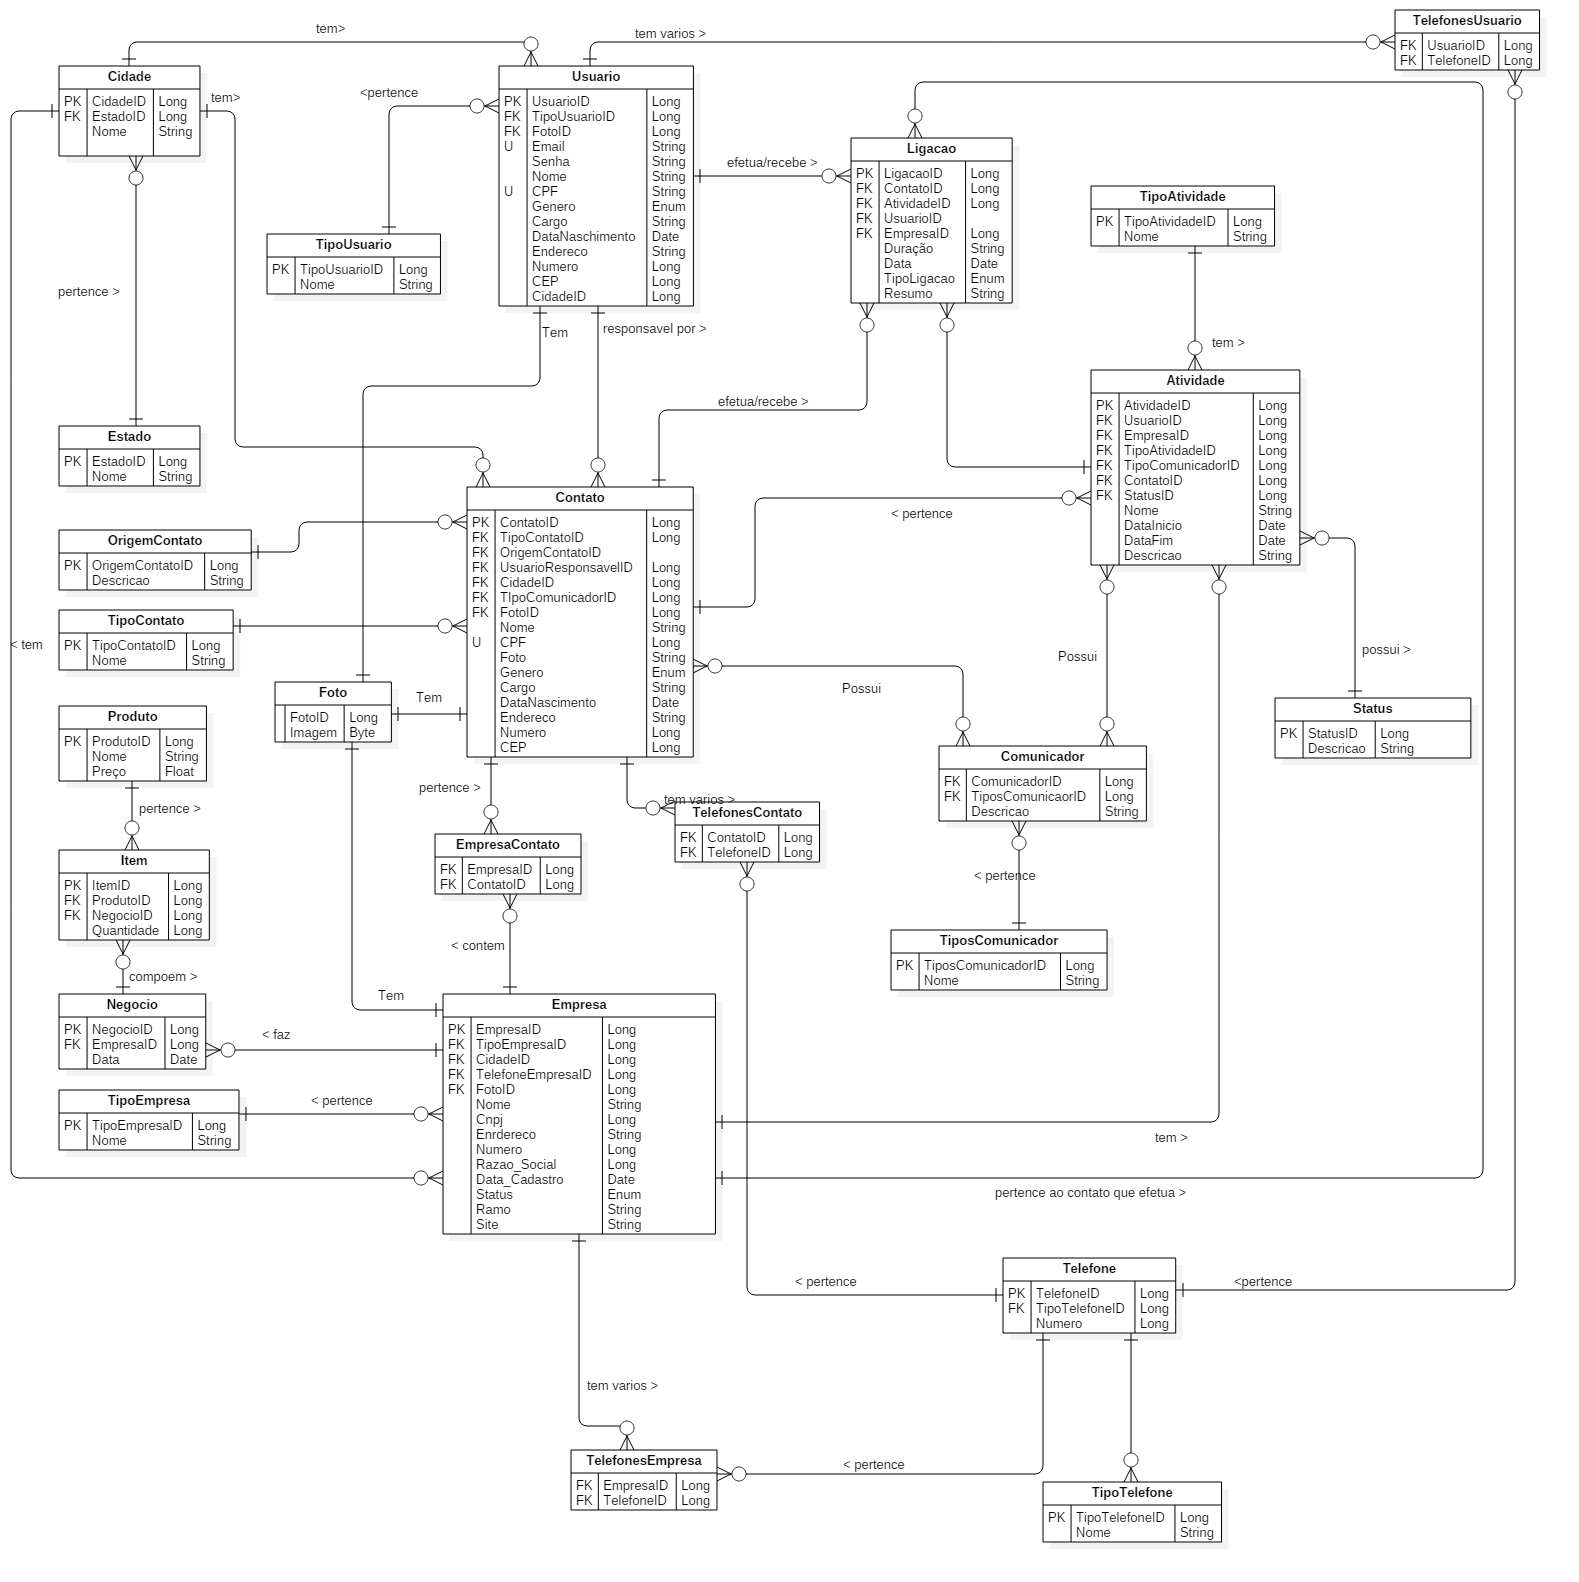 tem>
tem varios >
TelefonesUsuario
FK UsuarioID Long
FK TelefoneID Long
Cidade
PK CidadeID Long
FK EstadoID Long
Nome String
tem>
<pertence
Usuario
PK UsuarioID Long
FK TipoUsuarioID Long
FK FotoID Long
U Email String
Senha String
Nome String
U CPF String
Genero Enum
Cargo String
DataNaschimento Date
Endereco String
Numero Long
CEP Long
CidadeID Long
efetua/recebe >
Ligacao
PK LigacaoID Long
FK ContatoID Long
FK AtividadeID Long
FK UsuarioID
FK EmpresaID Long
Duração String
Data Date
TipoLigacao Enum
Resumo String
TipoAtividade
PK TipoAtividadeID Long
Nome String
TipoUsuario
PK TipoUsuarioID Long
Nome String
pertence >
Tem
responsavel por >
tem >
efetua/recebe >
Atividade
PK AtividadeID Long
FK UsuarioID Long
FK EmpresaID Long
FK TipoAtividadeID Long
FK TipoComunicadorID Long
FK ContatoID Long
FK StatusID Long
Nome String
DataInicio Date
DataFim Date
Descricao String
Estado
PK EstadoID Long
Nome String
Contato
PK ContatoID Long
FK TipoContatoID Long
FK OrigemContatoID
FK UsuarioResponsavelID Long
FK CidadeID Long
FK TIpoComunicadorID Long
FK FotoID Long
Nome String
U CPF Long
Foto String
Genero Enum
Cargo String
DataNascimento Date
Endereco String
Numero Long
CEP Long
< pertence
OrigemContato
PK OrigemContatoID Long
Descricao String
TipoContato
PK TipoContatoID Long
Nome String
< tem
Possui
possui >
Possui
Foto
FotoID Long
Imagem Byte
Tem
Status
PK StatusID Long
Descricao String
Produto
PK ProdutoID Long
Nome String
Preço Float
Comunicador
FK ComunicadorID Long
FK TiposComunicaorID Long
Descricao String
pertence >
pertence >
tem varios >
TelefonesContato
FK ContatoID Long
FK TelefoneID Long
EmpresaContato
FK EmpresaID Long
FK ContatoID Long
Item
PK ItemID Long
FK ProdutoID Long
FK NegocioID Long
Quantidade Long
< pertence
TiposComunicador
PK TiposComunicadorID Long
Nome String
< contem
compoem >
Tem
Negocio
PK NegocioID Long
FK EmpresaID Long
Data Date
< faz
Empresa
PK EmpresaID Long
FK TipoEmpresaID Long
FK CidadeID Long
FK TelefoneEmpresaID Long
FK FotoID Long
Nome String
Cnpj Long
Enrdereco String
Numero Long
Razao_Social Long
Data_Cadastro Date
Status Enum
Ramo String
Site String
TipoEmpresa
PK TipoEmpresaID Long
Nome String
< pertence
tem >
pertence ao contato que efetua >
< pertence
Telefone
PK TelefoneID Long
FK TipoTelefoneID Long
Numero Long
<pertence
tem varios >
TelefonesEmpresa
FK EmpresaID Long
FK TelefoneID Long
< pertence
TipoTelefone
PK TipoTelefoneID Long
Nome String